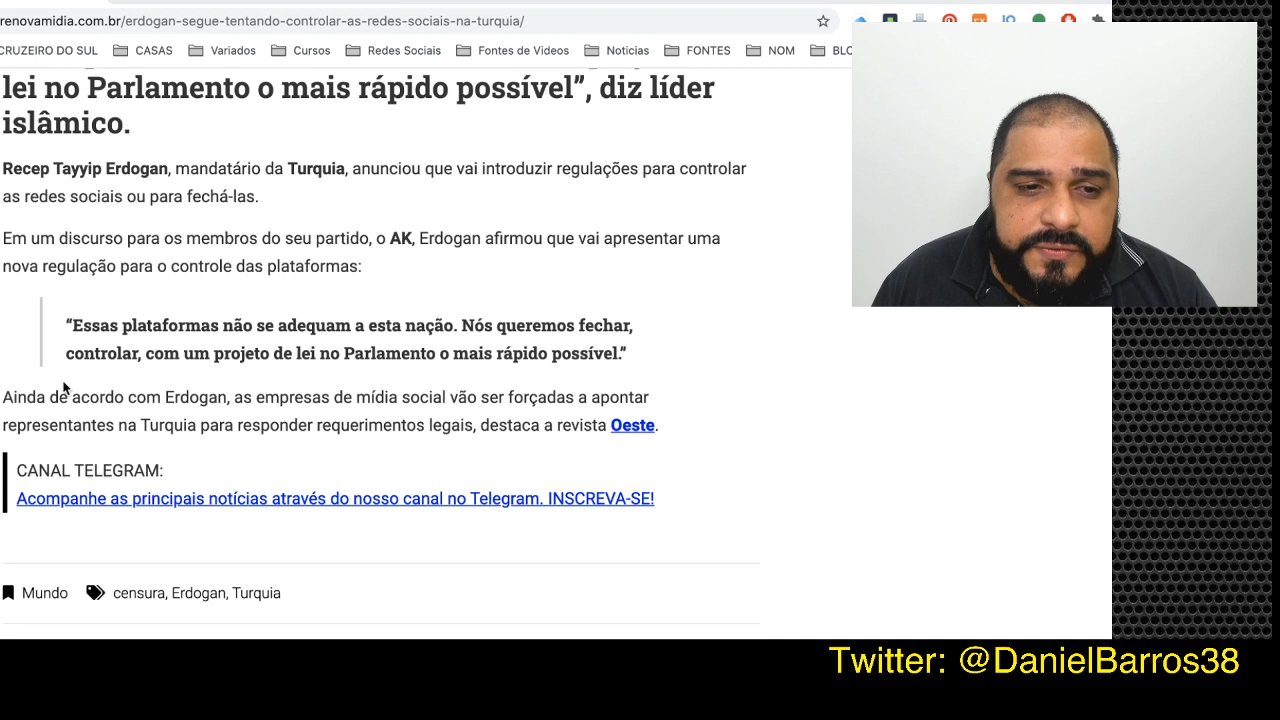 renovamidia.com.br/erdogan-segue-tentando-controlar-as-redes-sociais-na-turquia/
CRUZEIRO DO SUL CASAS Variados Cursos Redes Sociais Fontes de Videos Noticias FONTES NOM BLO
lei no Parlamento o mais rápido possível”, diz líder
islâmico.
Recep Tayyip Erdogan, mandatário da Turquia, anunciou que vai introduzir regulações para controlar
as redes sociais ou para fechá-las.
Em um discurso para os membros do seu partido, o AK, Erdogan afirmou que vai apresentar uma
nova regulação para o controle das plataformas:
“Essas plataformas não se adequam a esta nação. Nós queremos fechar,
controlar, com um projeto de lei no Parlamento o mais rápido possível.”
Ainda de acordo com Erdogan, as empresas de mídia social vão ser forçadas a apontar
representantes na Turquia para responder requerimentos legais, destaca a revista Oeste.
CANAL TELEGRAM:
Acompanhe as principais notícias através do nosso canal no Telegram. INSCREVA-SE!
Mundo censura, Erdogan, Turquia
Twitter: @DanielBarros38